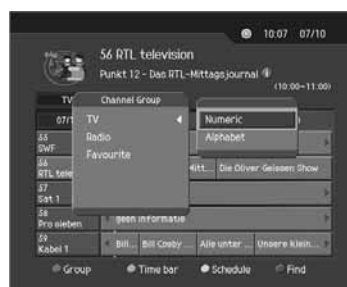 10:07 07/10
56 RTL television
Punkt 12 - Das RTL-Mittagsjournal
(10:00~11:00)
TV
Channel Group
07/1
TV
Radio
Favourite
Numeric
Alphabet
55
SWF
56
RTL tele
itt... Die Oliver Geissen Show
57
Sat 1
58
Pro sieben
geen informatie
59
Kabel 1
Bill... Bill Cosby ... Alle unter ... Unsere klein...
Group Time bar Schedule Find